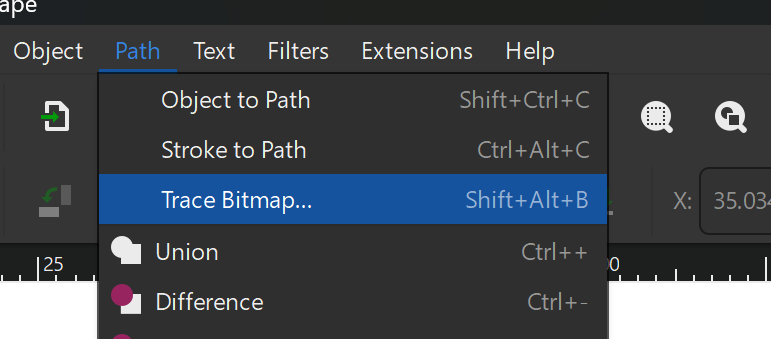 ape
Object Path Text Filters Extensions Help
Object to Path Shift+Ctrl+C
Stroke to Path Ctrl+Alt+C
Trace Bitmap... Shift+Alt+B
X: 35.034
Union Ctrl++
25 00
Difference Ctrl+-